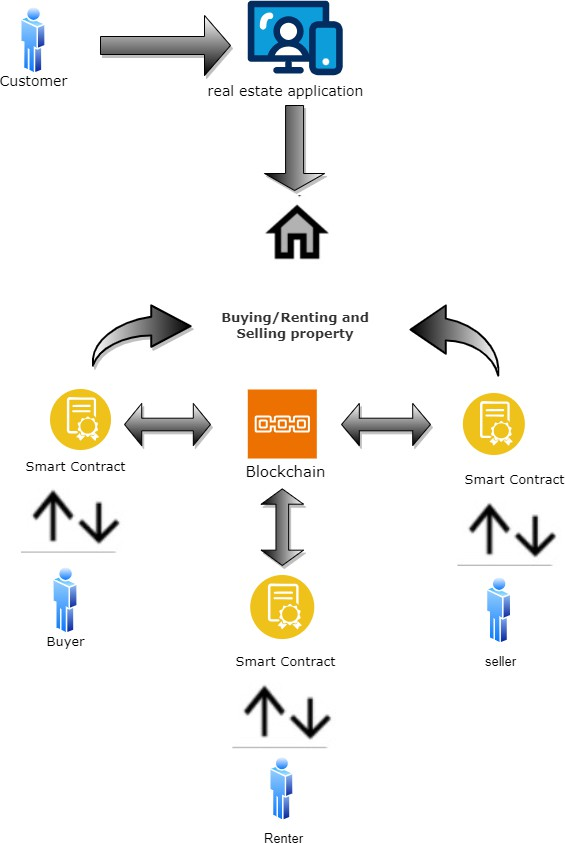 Customer
real estate application
Buying/Renting and
Selling property
Smart Contract
Blockchain
Smart Contract
Buyer
Smart Contract
seller
Renter